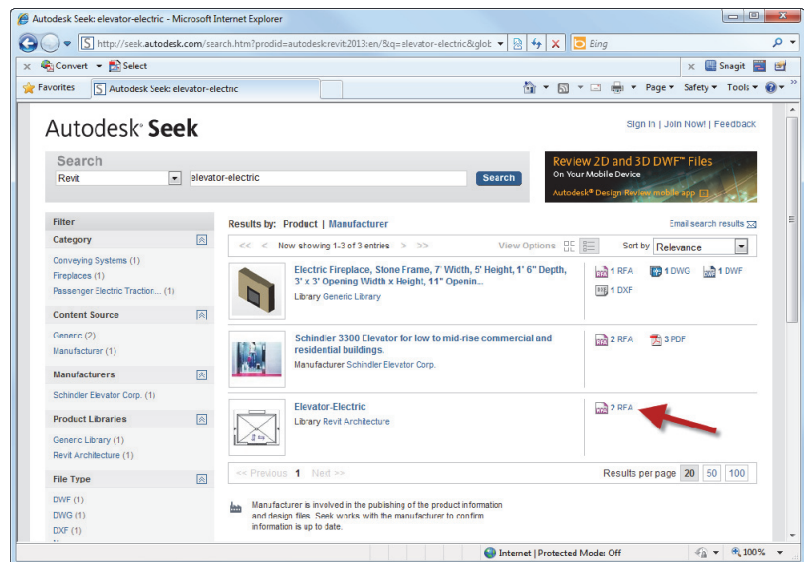 Autodesk Seek: elevator-electric - Microsoft Internet Explorer
http://seek.autodesk.com/search.htm?prodid=autodesk:revit2013:en/&q=elevator-electric&glob
Bing
Convert Select
Snagit
Favorites Autodesk Seek: elevator-electric
Page Safety Tools
Autodesk® Seek
Sign In | Join Now! | Feedback
Search
Revit
elevator-electric
Search
Review 2D and 3D DWF™ Files
On Your Mobile Device
Autodesk® Design Review mobile app
Filter
Category
Conveying Systems (1)
Fireplaces (1)
Passenger Electric Traction... (1)
Content Source
Generic (2)
Manufacturer (1)
Manufacturers
Schindler Elevator Corp. (1)
Product Libraries
Generic Library (1)
Revit Architecture (1)
File Type
DWF (1)
DWG (1)
DXF (1)
Results by: Product | Manufacturer
Email search results
<< < Now showing 1-3 of 3 entries > >>
View Options
Sort by Relevance
Electric Fireplace, Stone Frame, 7' Width, 5' Height, 1' 6" Depth,
3' x 3' Opening Width x Height, 11" Openin...
Library Generic Library
1 RFA 1 DWG 1 DWF
1 DXF
Schindler 3300 Elevator for low to mid-rise commercial and
residential buildings.
Manufacturer Schindler Elevator Corp.
2 RFA 3 PDF
Elevator-Electric
Library Revit Architecture
2 RFA
<< Previous 1 Next >>
Results per page 20 50 100
Manufacturer is involved in the publishing of the product information
and design files. Seek works with the manufacturer to confirm
information is up to date.
Internet | Protected Mode: Off
100%